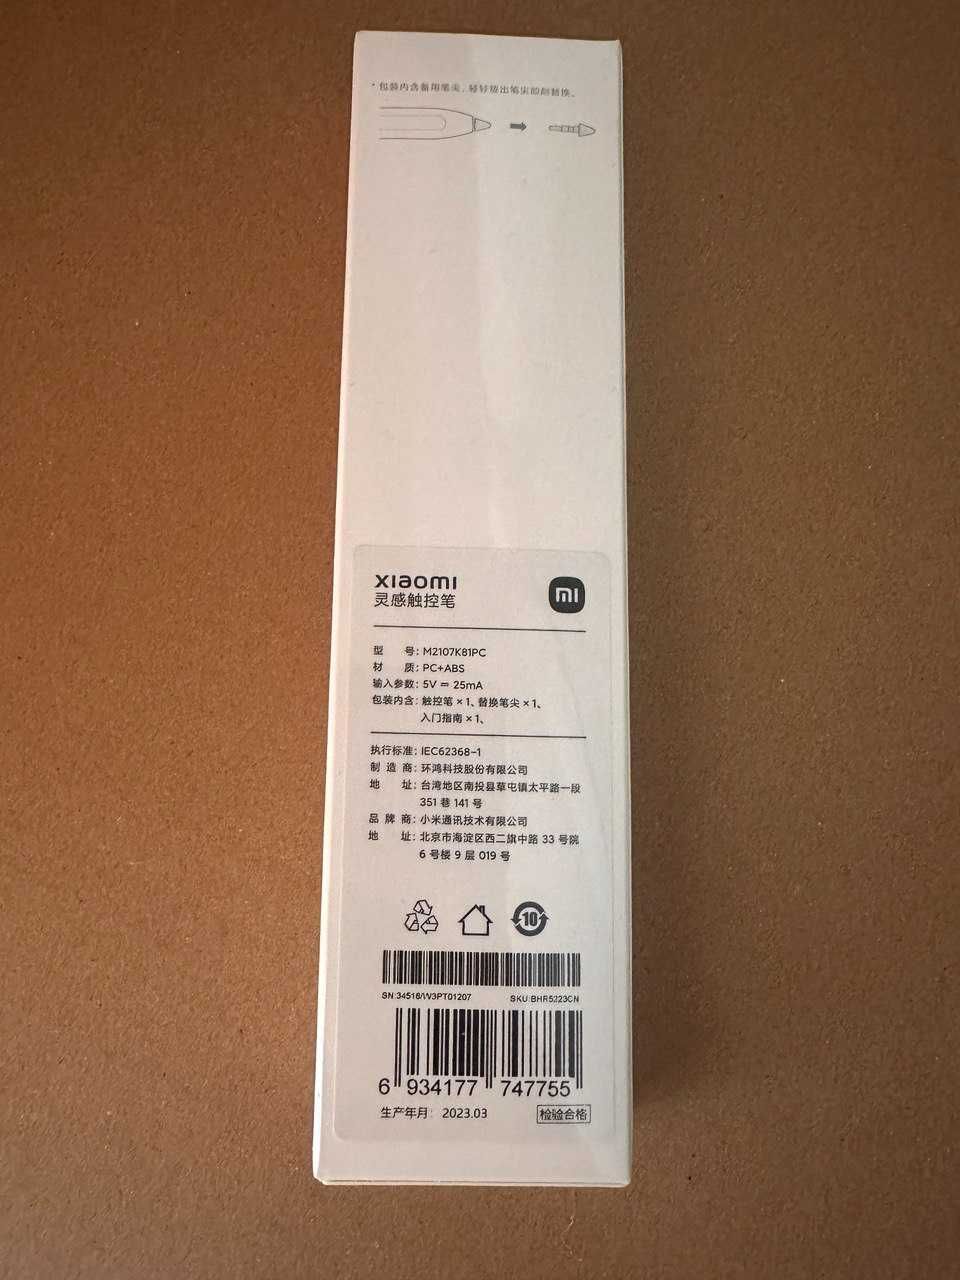 * 包装内含备用笔尖，轻轻拔出笔尖即刻替换。
xiaomi
灵感触控笔
mi
型 号：M2107K81PC
材 质：PC+ABS
输入参数：5V ⎓ 25mA
包装内含：触控笔×1、替换笔尖×1、
入门指南×1、
执行标准：IEC62368-1
制 造 商：环鸿科技股份有限公司
地 址：台湾地区南投县草屯镇太平路一段
351 巷 141 号
品 牌 商：小米通讯技术有限公司
地 址：北京市海淀区西二旗中路 33 号院
6 号楼 9 层 019 号
10
SN:34516/W3PT01207 SKU:BHR5223CN
6 934177 747755
生产年月：2023.03 检验合格